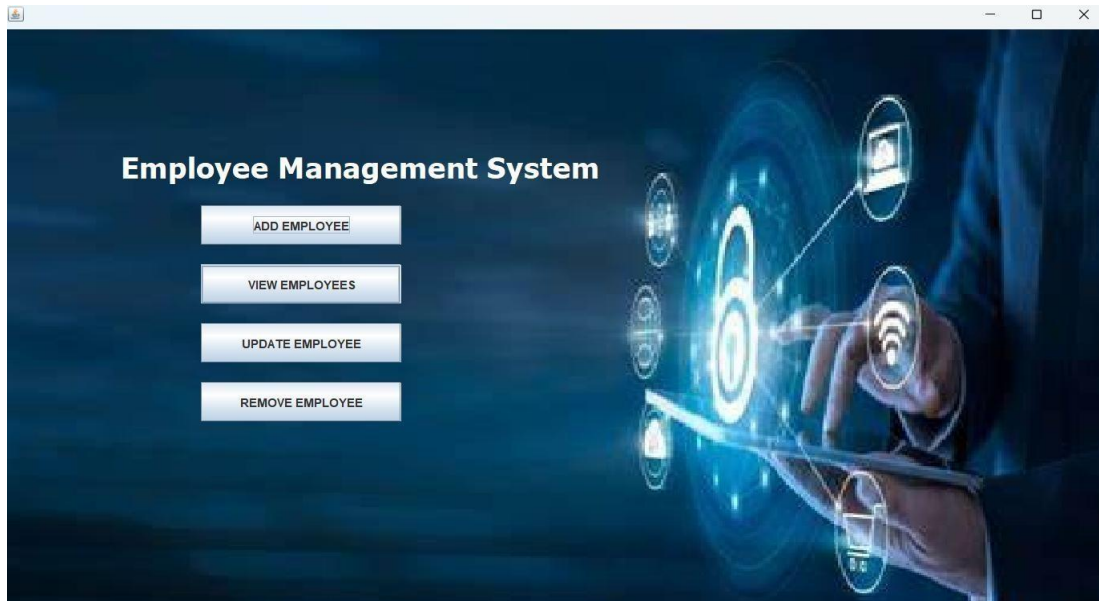 Employee Management System
ADD EMPLOYEE
VIEW EMPLOYEES
UPDATE EMPLOYEE
REMOVE EMPLOYEE